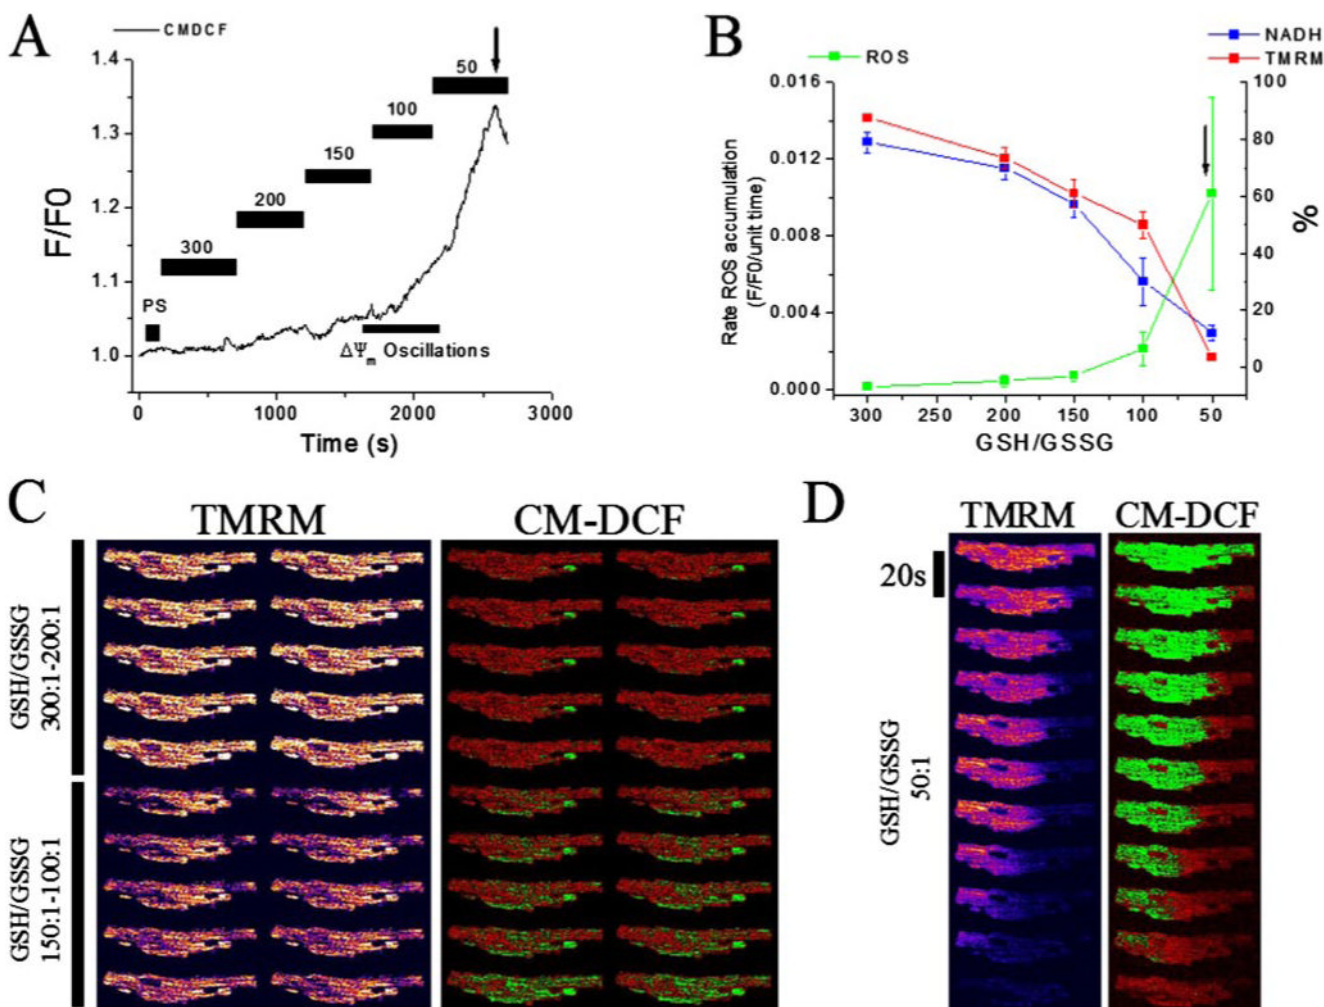 A
CMDCF
1.4
1.3
1.2
1.1
1.0
F/F0
PS
300
200
150
100
50
ΔΨm Oscillations
0
1000
2000
3000
Time (s)
B
ROS
NADH
TMRM
0.016
0.012
0.008
0.004
0.000
Rate ROS accumulation
(F/F0/unit time)
100
80
60
40
20
0
%
300
250
200
150
100
50
GSH/GSSG
C
TMRM
CM-DCF
GSH/GSSG
300:1-200:1
GSH/GSSG
150:1-100:1
D
TMRM
CM-DCF
20s
GSH/GSSG
50:1